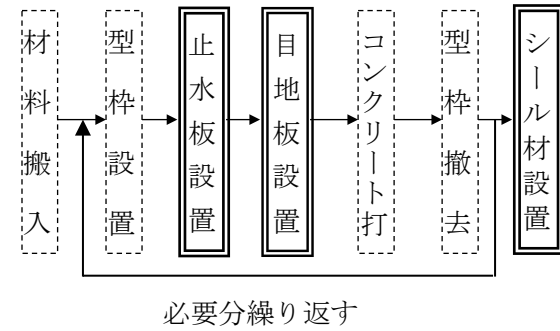 材料搬入
型枠設置
止水板設置
目地板設置
コンクリート打
型枠撤去
シール材設置
必要分繰り返す